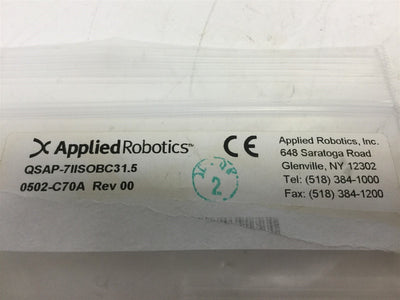 Applied Robotics™
QSAP-7IISOBC31.5
0502-C70A Rev 00
CE
2
Applied Robotics, Inc.
648 Saratoga Road
Glenville, NY 12302
Tel: (518) 384-1000
Fax: (518) 384-1200